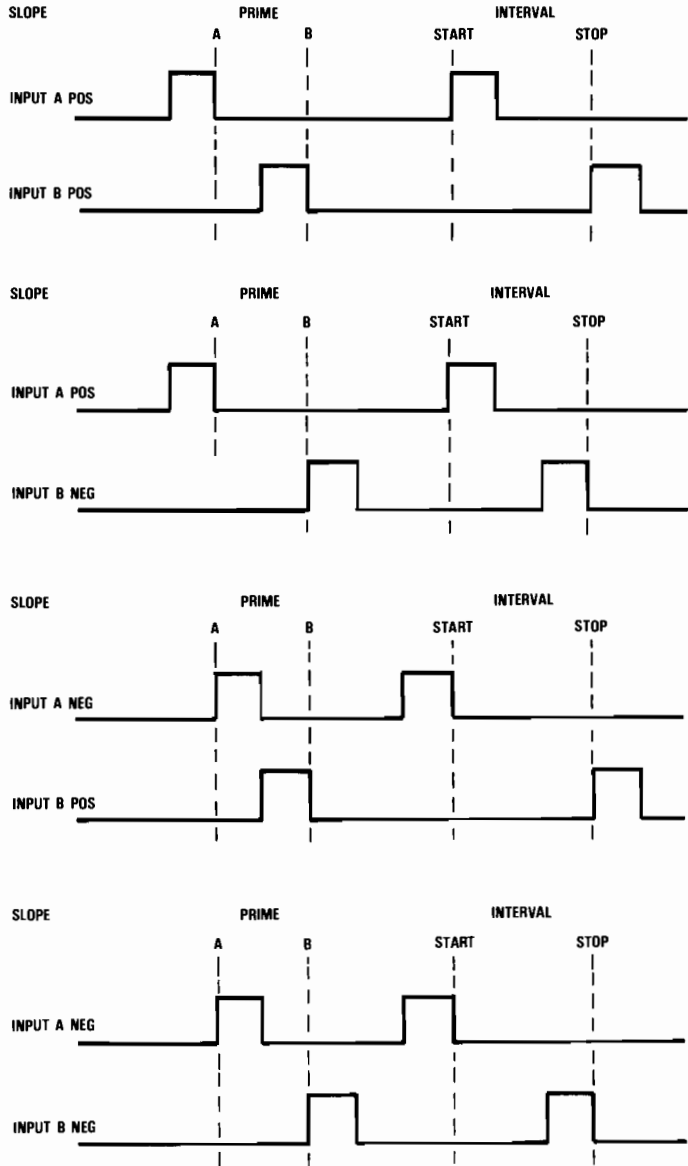 SLOPE PRIME INTERVAL
A B START STOP
INPUT A POS
INPUT B POS
SLOPE PRIME INTERVAL
A B START STOP
INPUT A POS
INPUT B NEG
SLOPE PRIME INTERVAL
A B START STOP
INPUT A NEG
INPUT B POS
SLOPE PRIME INTERVAL
A B START STOP
INPUT A NEG
INPUT B NEG